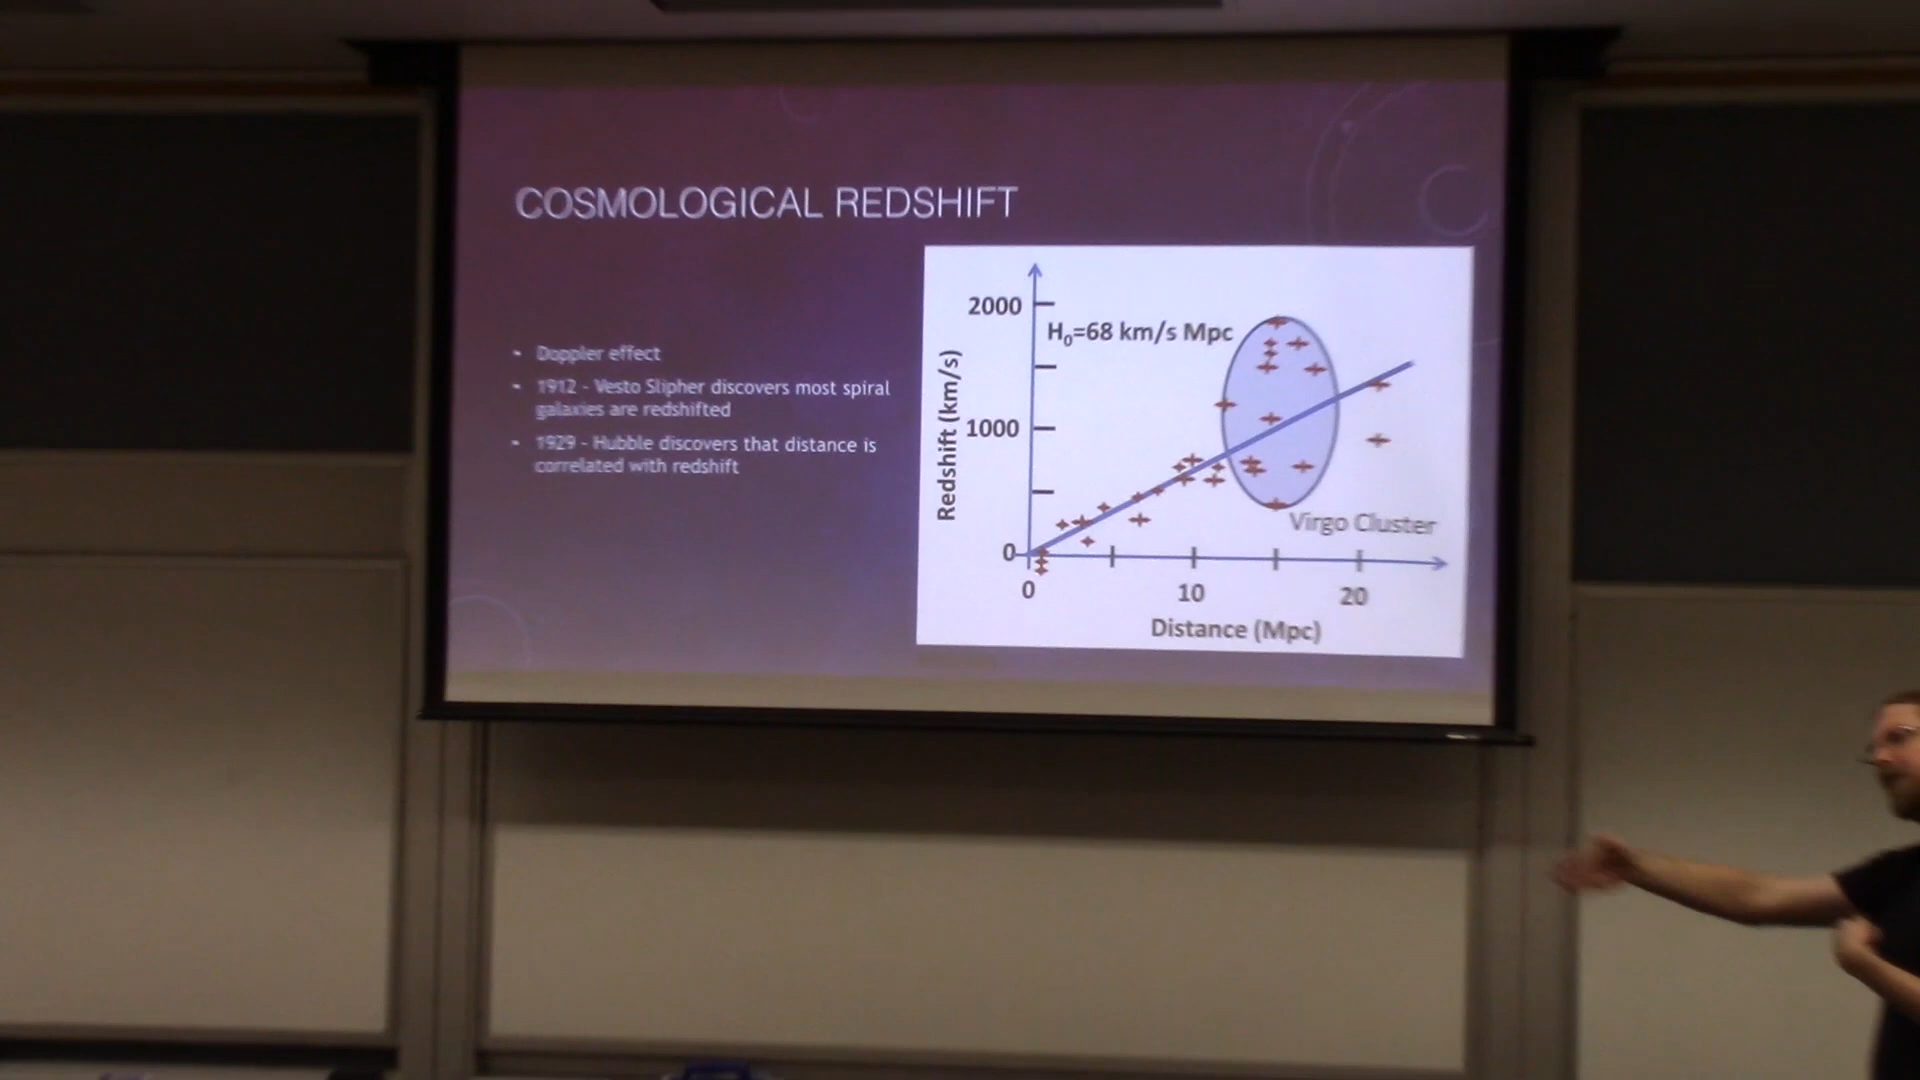 COSMOLOGICAL REDSHIFT
• Doppler effect
• 1912 - Vesto Slipher discovers most spiral
galaxies are redshifted
• 1929 - Hubble discovers that distance is
correlated with redshift
2000
H₀=68 km/s Mpc
1000
Redshift (km/s)
Virgo Cluster
0
0
10
20
Distance (Mpc)